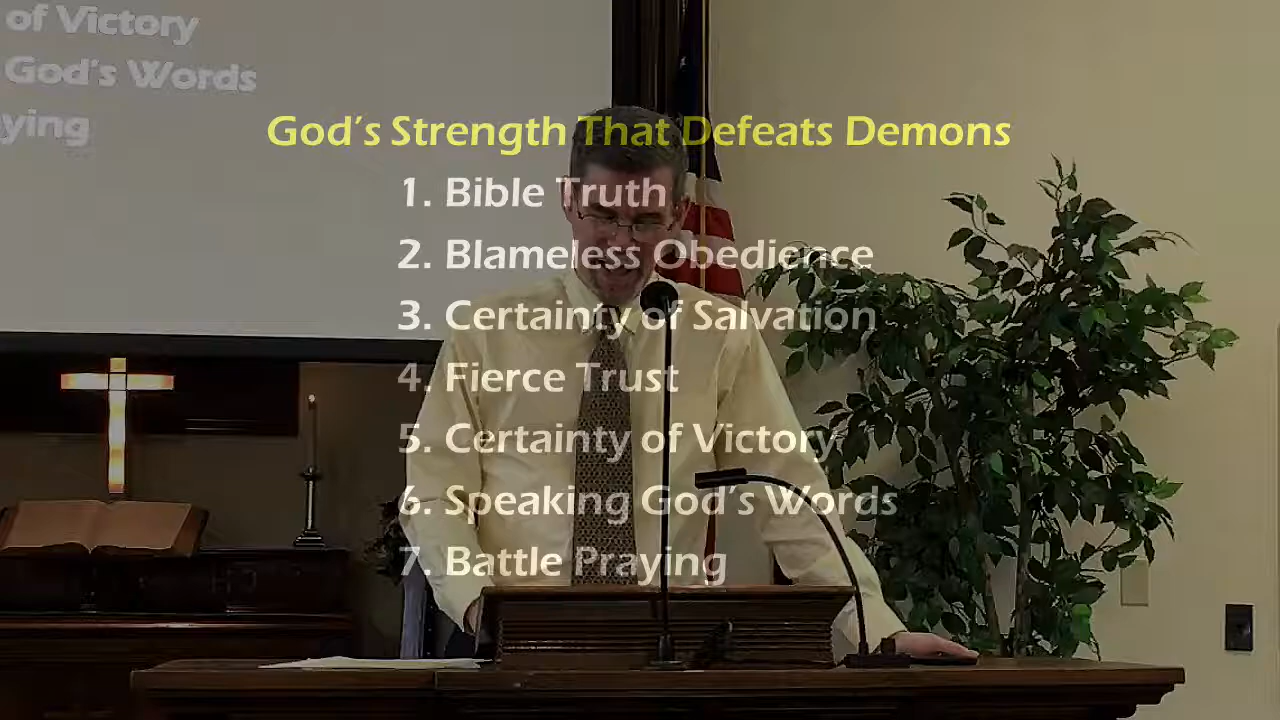 of Victory
God's Words
ying
God's Strength That Defeats Demons
1. Bible Truth
2. Blameless Obedience
3. Certainty of Salvation
4. Fierce Trust
5. Certainty of Victory
6. Speaking God's Words
7. Battle Praying